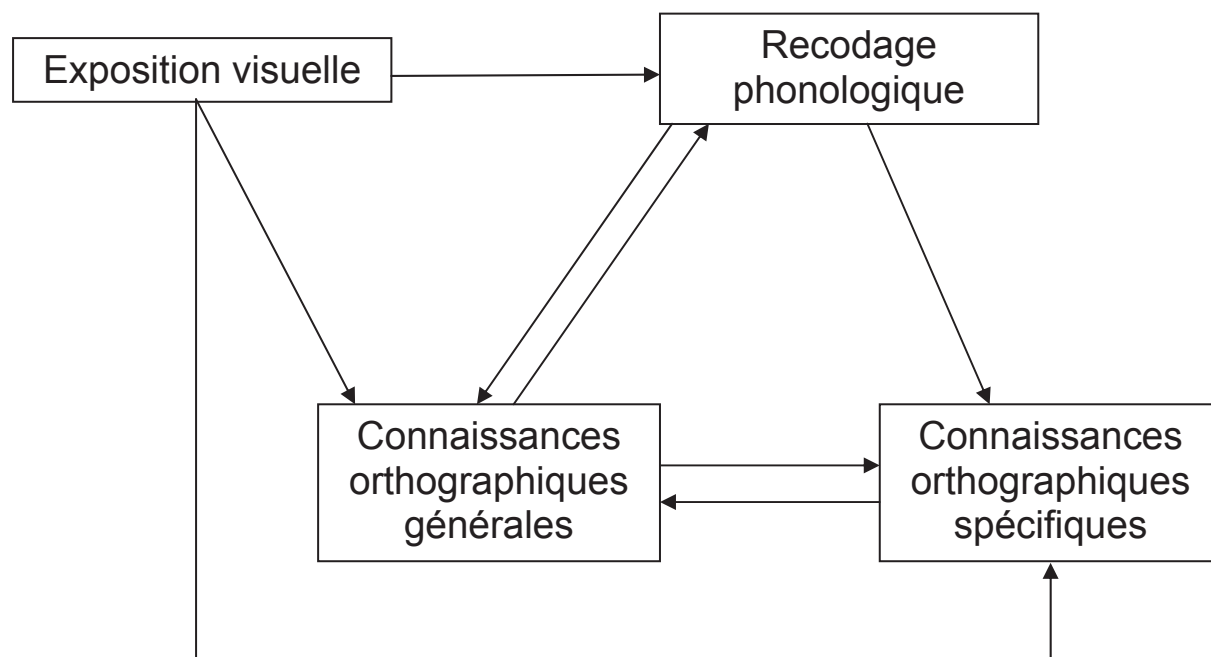 Exposition visuelle
Recodage
phonologique
Connaissances
orthographiques
générales
Connaissances
orthographiques
spécifiques